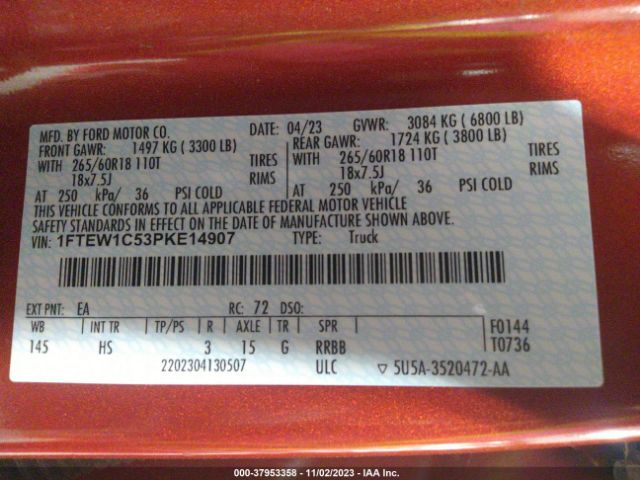 MFD. BY FORD MOTOR CO. DATE: 04/23 GVWR: 3084 KG ( 6800 LB)
FRONT GAWR: 1497 KG ( 3300 LB) REAR GAWR: 1724 KG ( 3800 LB)
WITH 265/60R18 110T TIRES WITH 265/60R18 110T TIRES
18x7.5J RIMS 18x7.5J RIMS
AT 250 kPa/ 36 PSI COLD AT 250 kPa/ 36 PSI COLD
THIS VEHICLE CONFORMS TO ALL APPLICABLE FEDERAL MOTOR VEHICLE
SAFETY STANDARDS IN EFFECT ON THE DATE OF MANUFACTURE SHOWN ABOVE.
VIN: 1FTEW1C53PKE14907 TYPE: Truck
EXT PNT: EA RC: 72 DSO:
WB INT TR TP/PS R AXLE TR SPR F0144
145 HS 3 15 G RRBB T0736
2202304130507 ULC ▽ 5U5A-3520472-AA
000-37953358 - 11/02/2023 - IAA Inc.